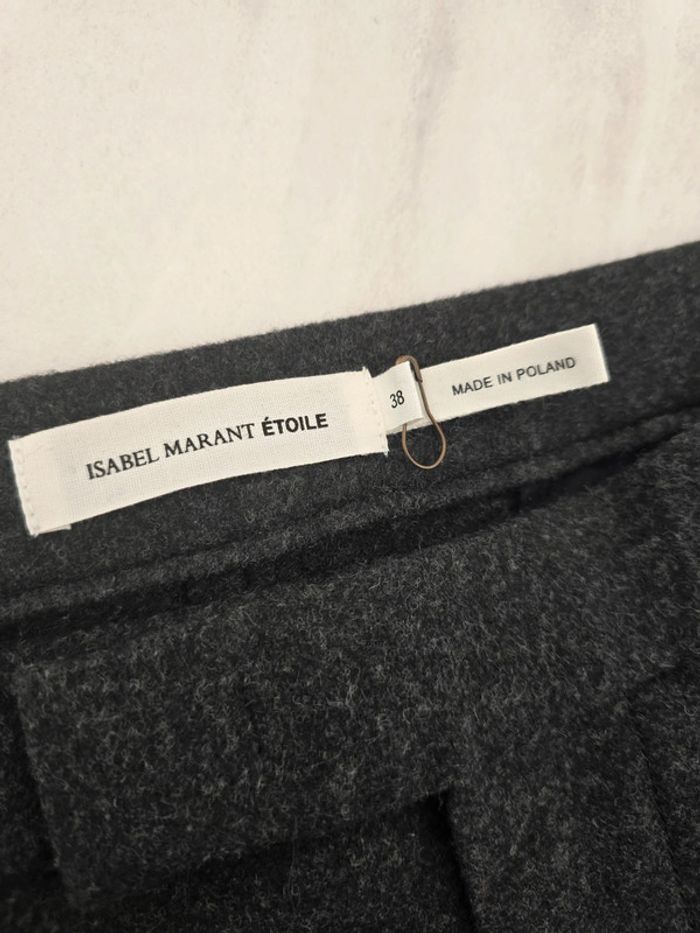 ISABEL MARANT ÉTOILE
38
MADE IN POLAND